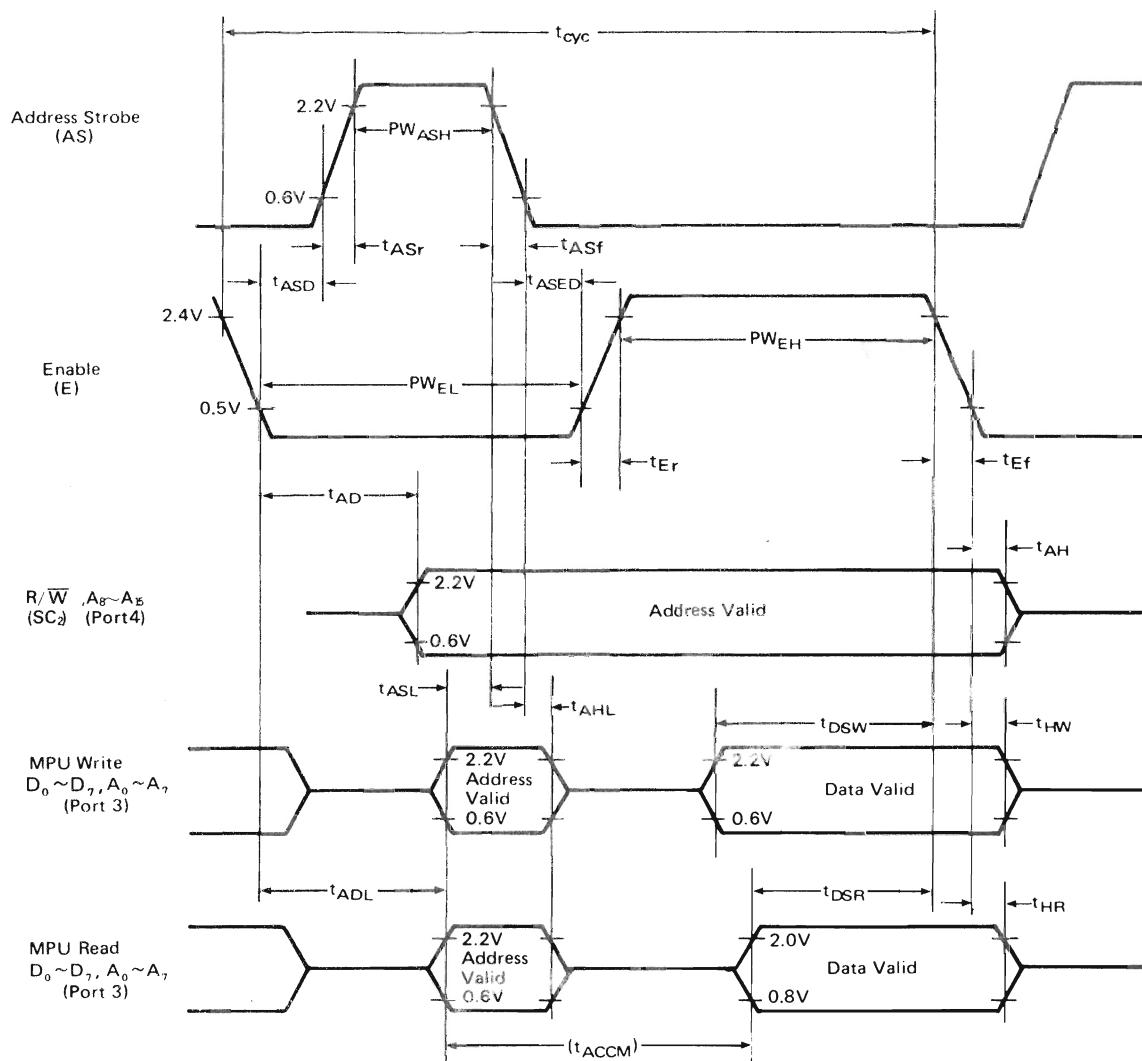 tcyc
Address Strobe
(AS)
2.2V
PWASH
0.6V
tASr
tASf
tASD
tASED
2.4V
Enable
(E)
PWEL
PWEH
0.5V
tEr
tEf
tAD
tAH
R/W̅ ,A₈~A₁₅
(SC₂) (Port4)
2.2V
Address Valid
0.6V
tASL
tAHL
tDSW
tHW
MPU Write
D₀~D₇, A₀~A₇
(Port 3)
2.2V
Address
Valid
0.6V
2.2V
Data Valid
0.6V
tADL
tDSR
tHR
MPU Read
D₀~D₇, A₀~A₇
(Port 3)
2.2V
Address
Valid
0.6V
2.0V
Data Valid
0.8V
(tACCM)